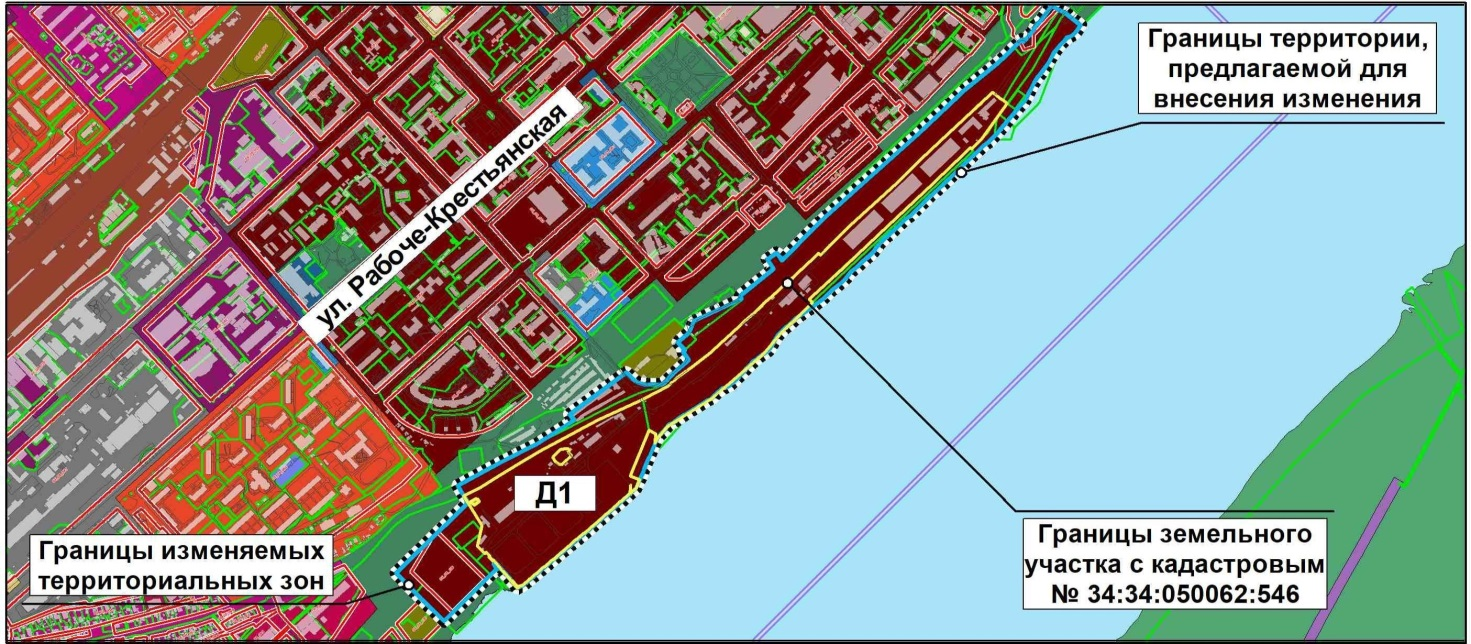 Границы территории,
предлагаемой для
внесения изменения
ул. Рабоче-Крестьянская
Д1
Границы изменяемых
территориальных зон
Границы земельного
участка с кадастровым
№ 34:34:050062:546